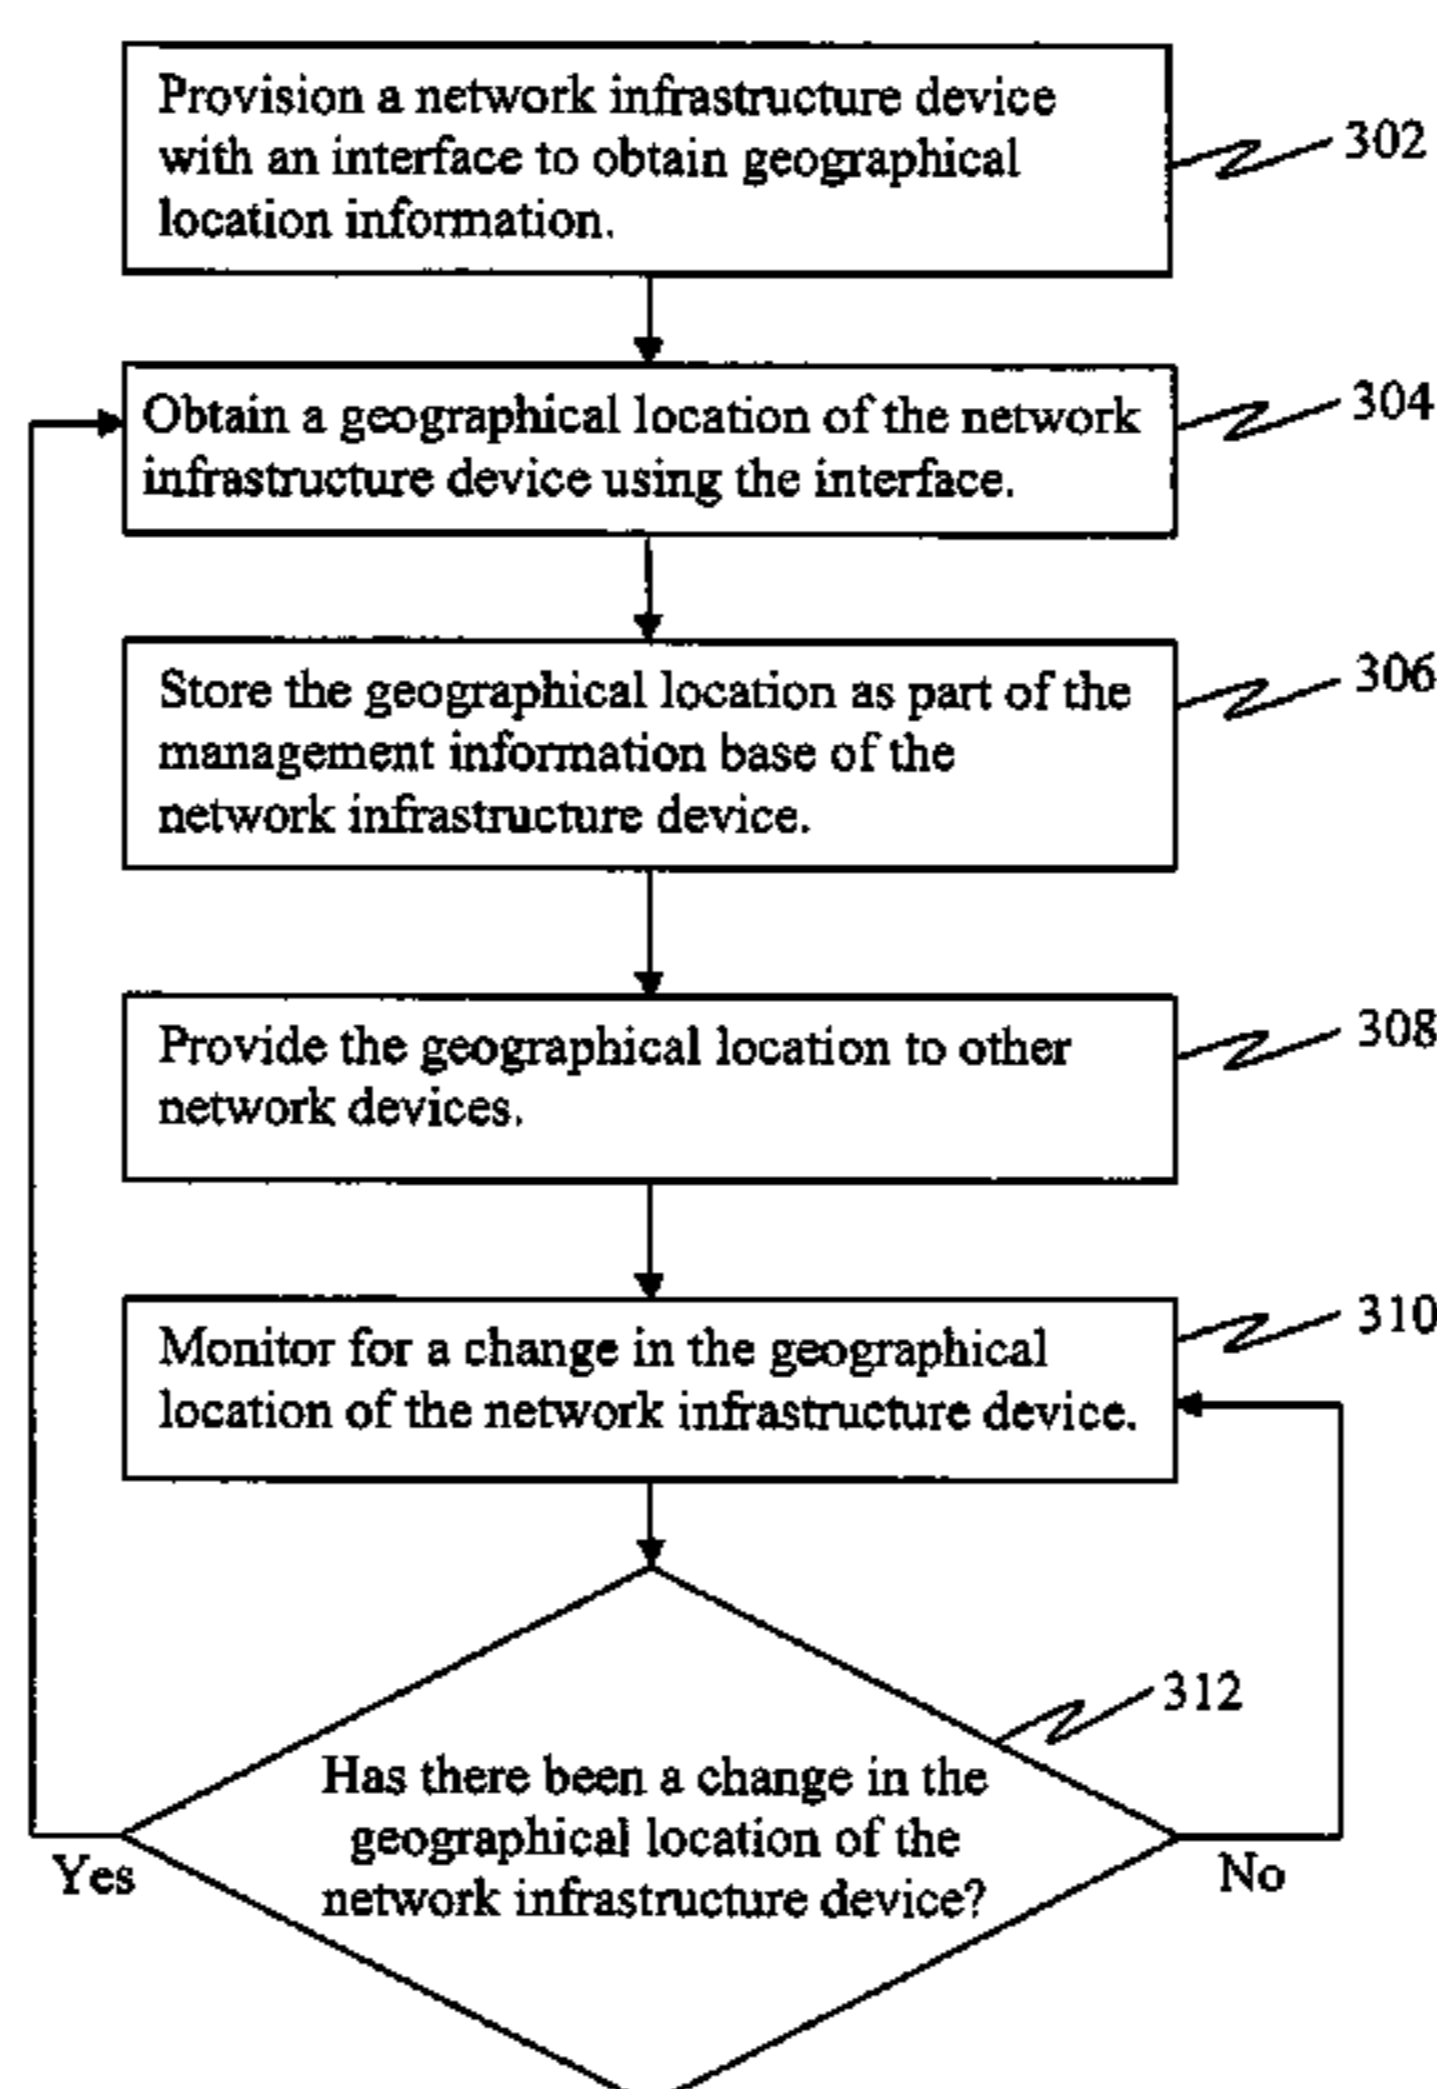 Provision a network infrastructure device
with an interface to obtain geographical
location information.
302
Obtain a geographical location of the network
infrastructure device using the interface.
304
Store the geographical location as part of the
management information base of the
network infrastructure device.
306
Provide the geographical location to other
network devices.
308
Monitor for a change in the geographical
location of the network infrastructure device.
310
312
Has there been a change in the
geographical location of the
network infrastructure device?
Yes
No